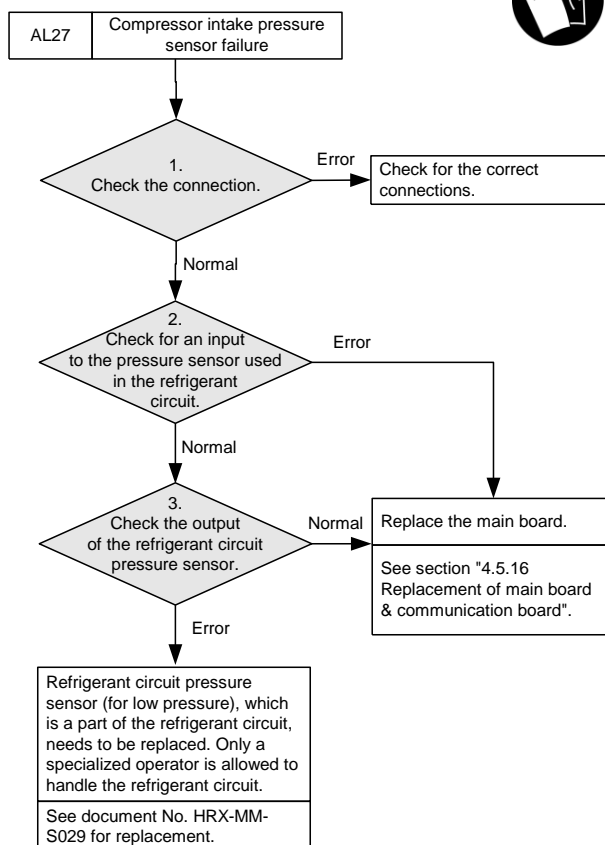 AL27
Compressor intake pressure
sensor failure
1.
Check the connection.
Error
Check for the correct
connections.
Normal
2.
Check for an input
to the pressure sensor used
in the refrigerant
circuit.
Error
Normal
3.
Check the output
of the refrigerant circuit
pressure sensor.
Normal
Replace the main board.
See section "4.5.16
Replacement of main board
& communication board".
Error
Refrigerant circuit pressure
sensor (for low pressure), which
is a part of the refrigerant circuit,
needs to be replaced. Only a
specialized operator is allowed to
handle the refrigerant circuit.
See document No. HRX-MM-
S029 for replacement.